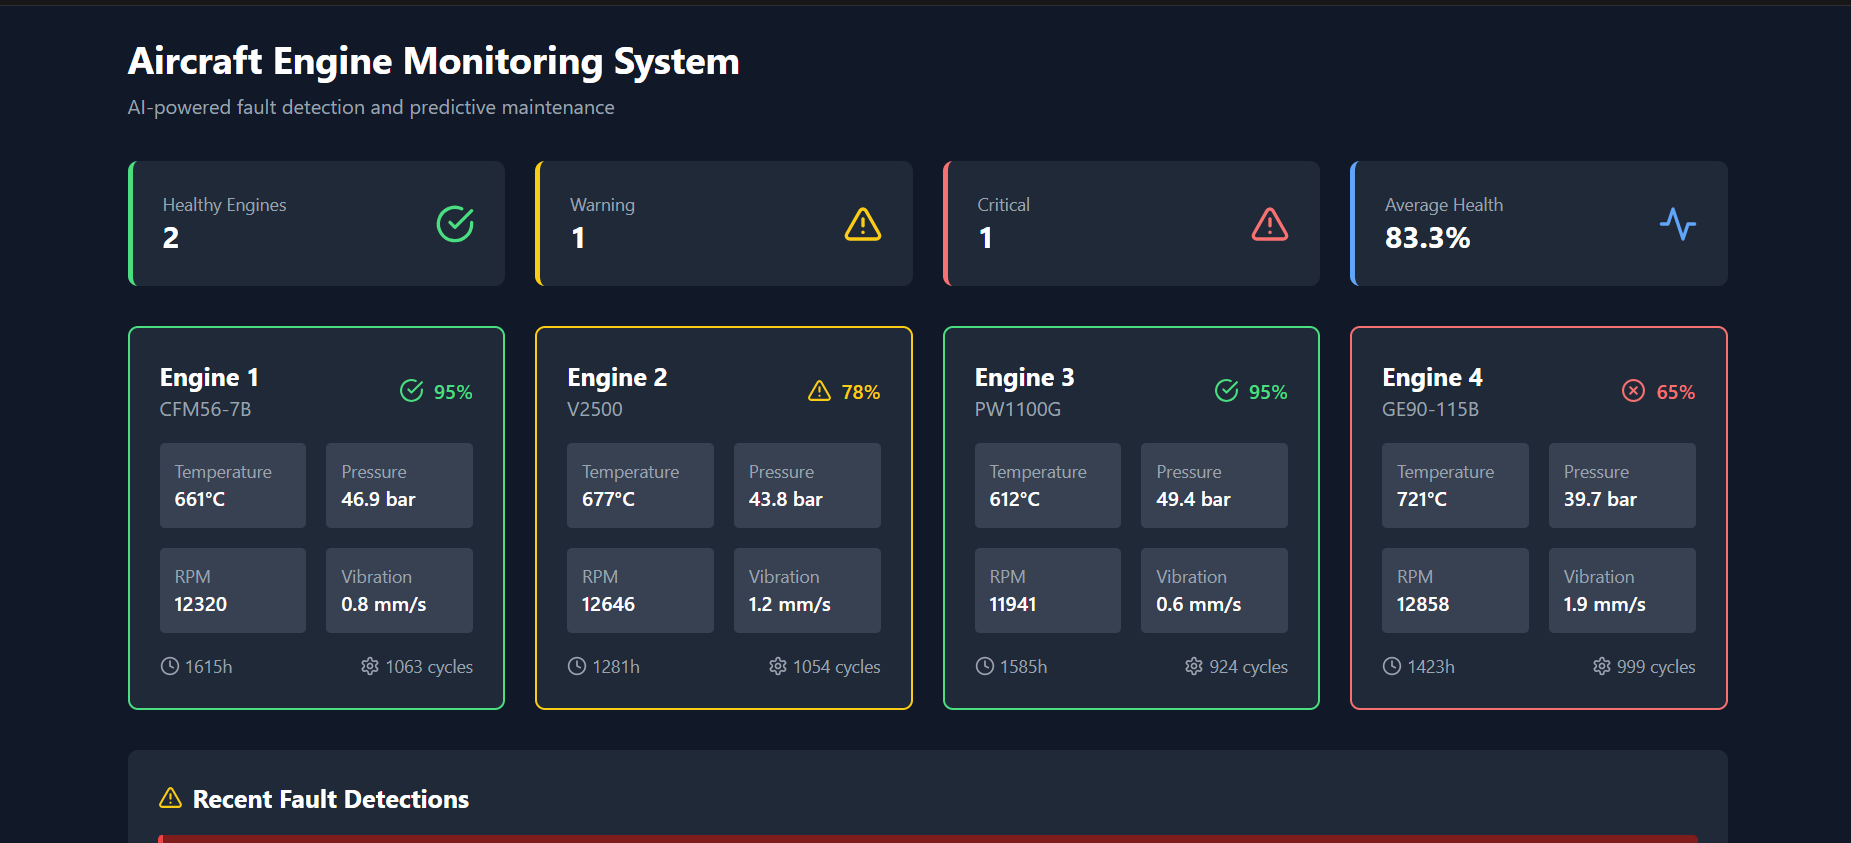 Aircraft Engine Monitoring System
AI-powered fault detection and predictive maintenance
Healthy Engines
2
Warning
1
Critical
1
Average Health
83.3%
Engine 1
CFM56-7B
95%
Temperature
661°C
Pressure
46.9 bar
RPM
12320
Vibration
0.8 mm/s
1615h
1063 cycles
Engine 2
V2500
78%
Temperature
677°C
Pressure
43.8 bar
RPM
12646
Vibration
1.2 mm/s
1281h
1054 cycles
Engine 3
PW1100G
95%
Temperature
612°C
Pressure
49.4 bar
RPM
11941
Vibration
0.6 mm/s
1585h
924 cycles
Engine 4
GE90-115B
65%
Temperature
721°C
Pressure
39.7 bar
RPM
12858
Vibration
1.9 mm/s
1423h
999 cycles
Recent Fault Detections